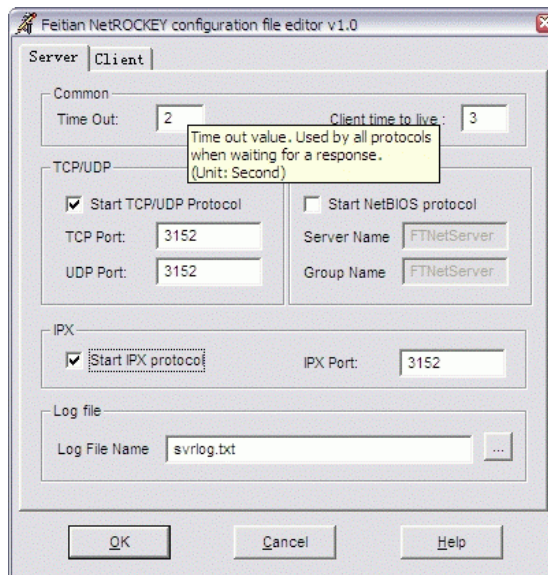 Feitian NetROCKEY configuration file editor v1.0
Server Client
Common
Time Out: 2 Client time to live : 3
Time out value. Used by all protocols
when waiting for a response.
(Unit: Second)
TCP/UDP
Start TCP/UDP Protocol
TCP Port: 3152
UDP Port: 3152
Start NetBIOS protocol
Server Name FTNetServer
Group Name FTNetServer
IPX
Start IPX protocol IPX Port: 3152
Log file
Log File Name svrlog.txt ...
OK Cancel Help